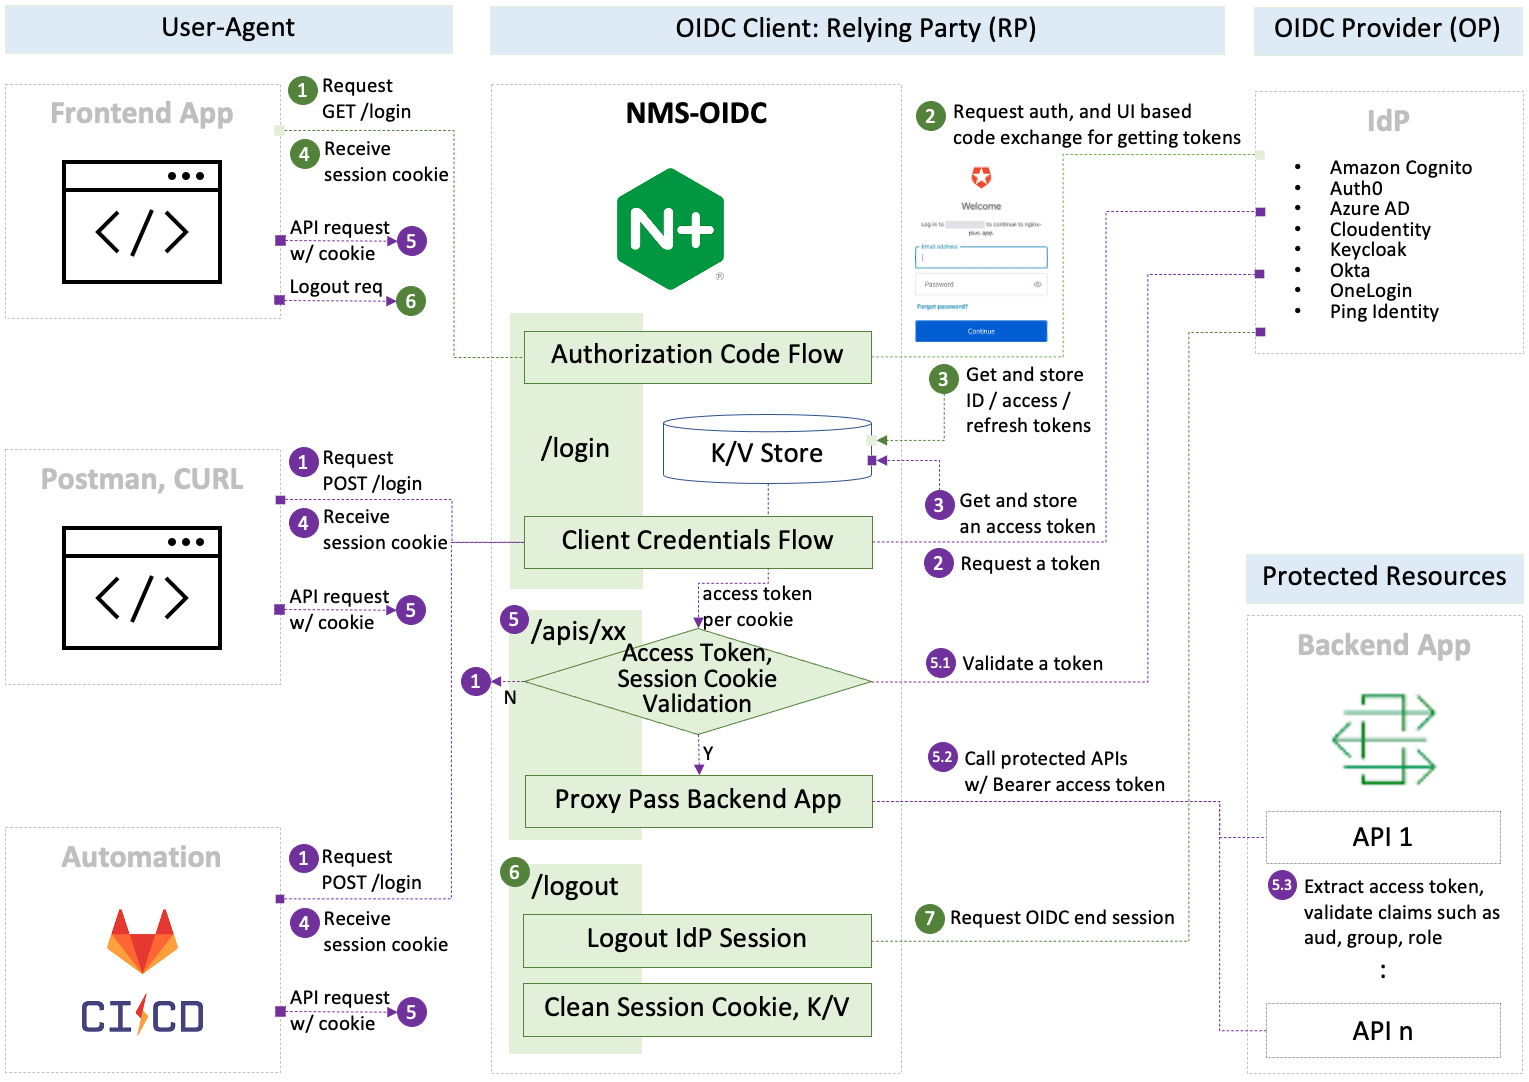 User-Agent
OIDC Client: Relying Party (RP)
OIDC Provider (OP)
Frontend App
1
Request
GET /login
4
Receive
session cookie
API request
w/ cookie
5
Logout req
6
Postman, CURL
1
Request
POST /login
4
Receive
session cookie
API request
w/ cookie
5
Automation
CI/CD
1
Request
POST /login
4
Receive
session cookie
API request
w/ cookie
5
NMS-OIDC
N+
®
Authorization Code Flow
/login
K/V Store
Client Credentials Flow
access token
per cookie
5
/apis/xx
Access Token,
Session Cookie
Validation
1
N
Y
Proxy Pass Backend App
6
/logout
Logout IdP Session
Clean Session Cookie, K/V
2
Request auth, and UI based
code exchange for getting tokens
Welcome
Log in to
to continue to nginx-
plus-app.
Email address
Password
Forgot password?
Continue
3
Get and store
ID / access /
refresh tokens
3
Get and store
an access token
2
Request a token
5.1
Validate a token
5.2
Call protected APIs
w/ Bearer access token
7
Request OIDC end session
IdP
• Amazon Cognito
• Auth0
• Azure AD
• Cloudentity
• Keycloak
• Okta
• OneLogin
• Ping Identity
Protected Resources
Backend App
API 1
5.3
Extract access token,
validate claims such as
aud, group, role
:
API n